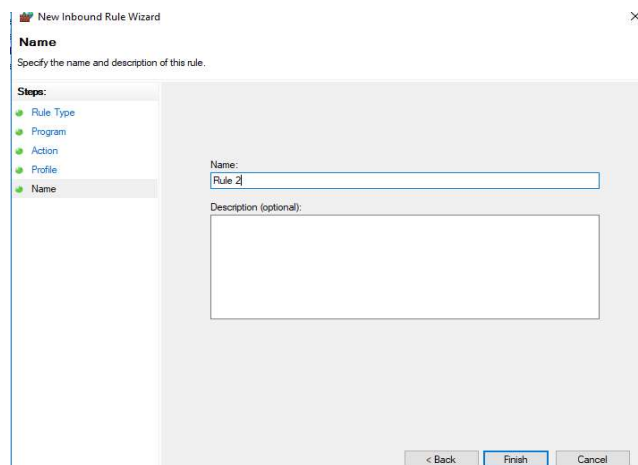 New Inbound Rule Wizard
Name
Specify the name and description of this rule.
Steps:
Rule Type
Program
Action
Profile
Name
Name:
Rule 2
Description (optional):
< Back
Finish
Cancel